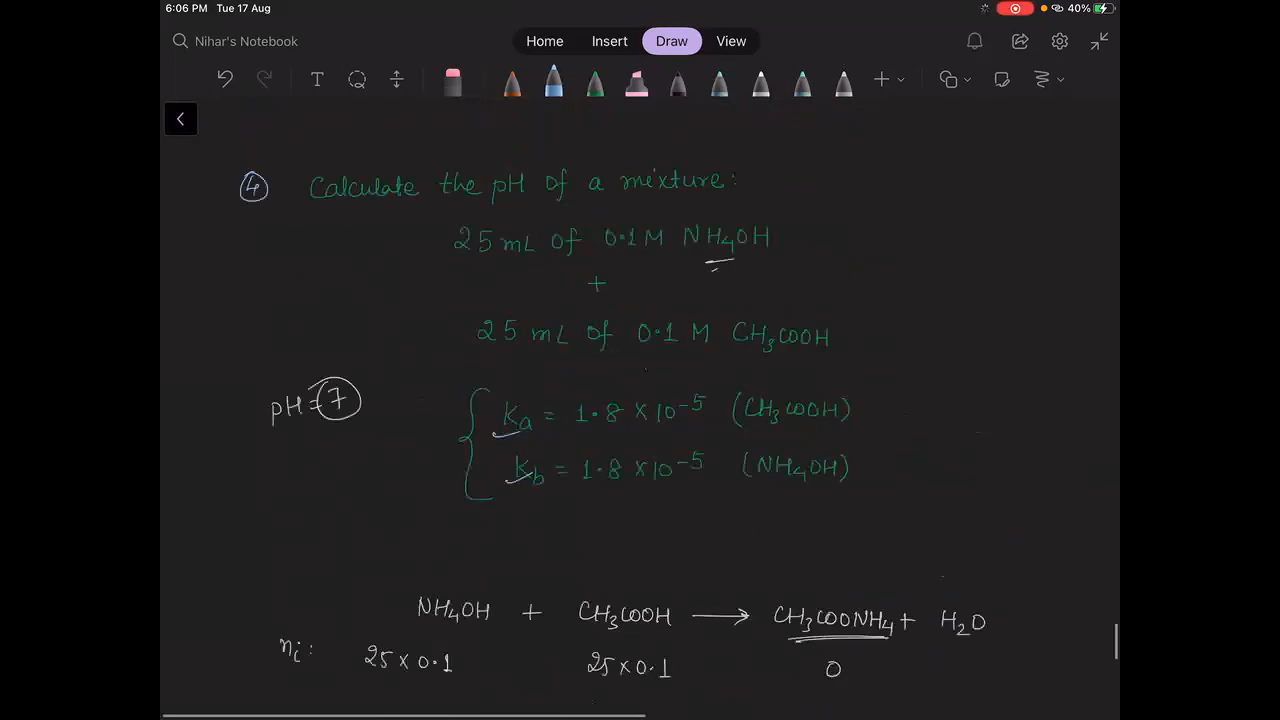 6:06 PM Tue 17 Aug
40%
Nihar's Notebook
Home Insert Draw View
④ Calculate the pH of a mixture:
25 mL of 0.1M NH₄OH
+
25 mL of 0.1 M CH₃COOH
pH = 7
Ka = 1.8 × 10⁻⁵ (CH₃COOH)
Kb = 1.8 × 10⁻⁵ (NH₄OH)
NH₄OH + CH₃COOH → CH₃COONH₄ + H₂O
nᵢ: 25 × 0.1 25 × 0.1 0